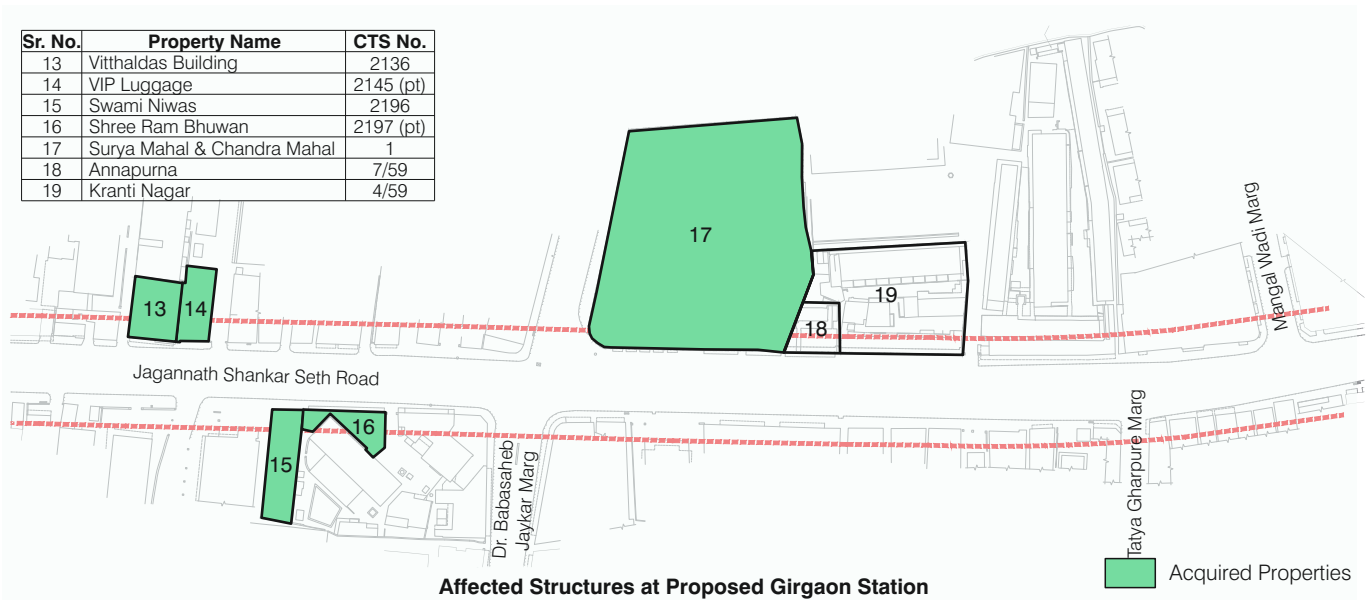 Sr. No. Property Name CTS No.
13 Vitthaldas Building 2136
14 VIP Luggage 2145 (pt)
15 Swami Niwas 2196
16 Shree Ram Bhuwan 2197 (pt)
17 Surya Mahal & Chandra Mahal 1
18 Annapurna 7/59
19 Kranti Nagar 4/59
17
13
14
19
18
Mangal Wadi Marg
Jagannath Shankar Seth Road
16
15
Dr. Babasaheb
Jaykar Marg
Tatya Gharpure Marg
Acquired Properties
Affected Structures at Proposed Girgaon Station